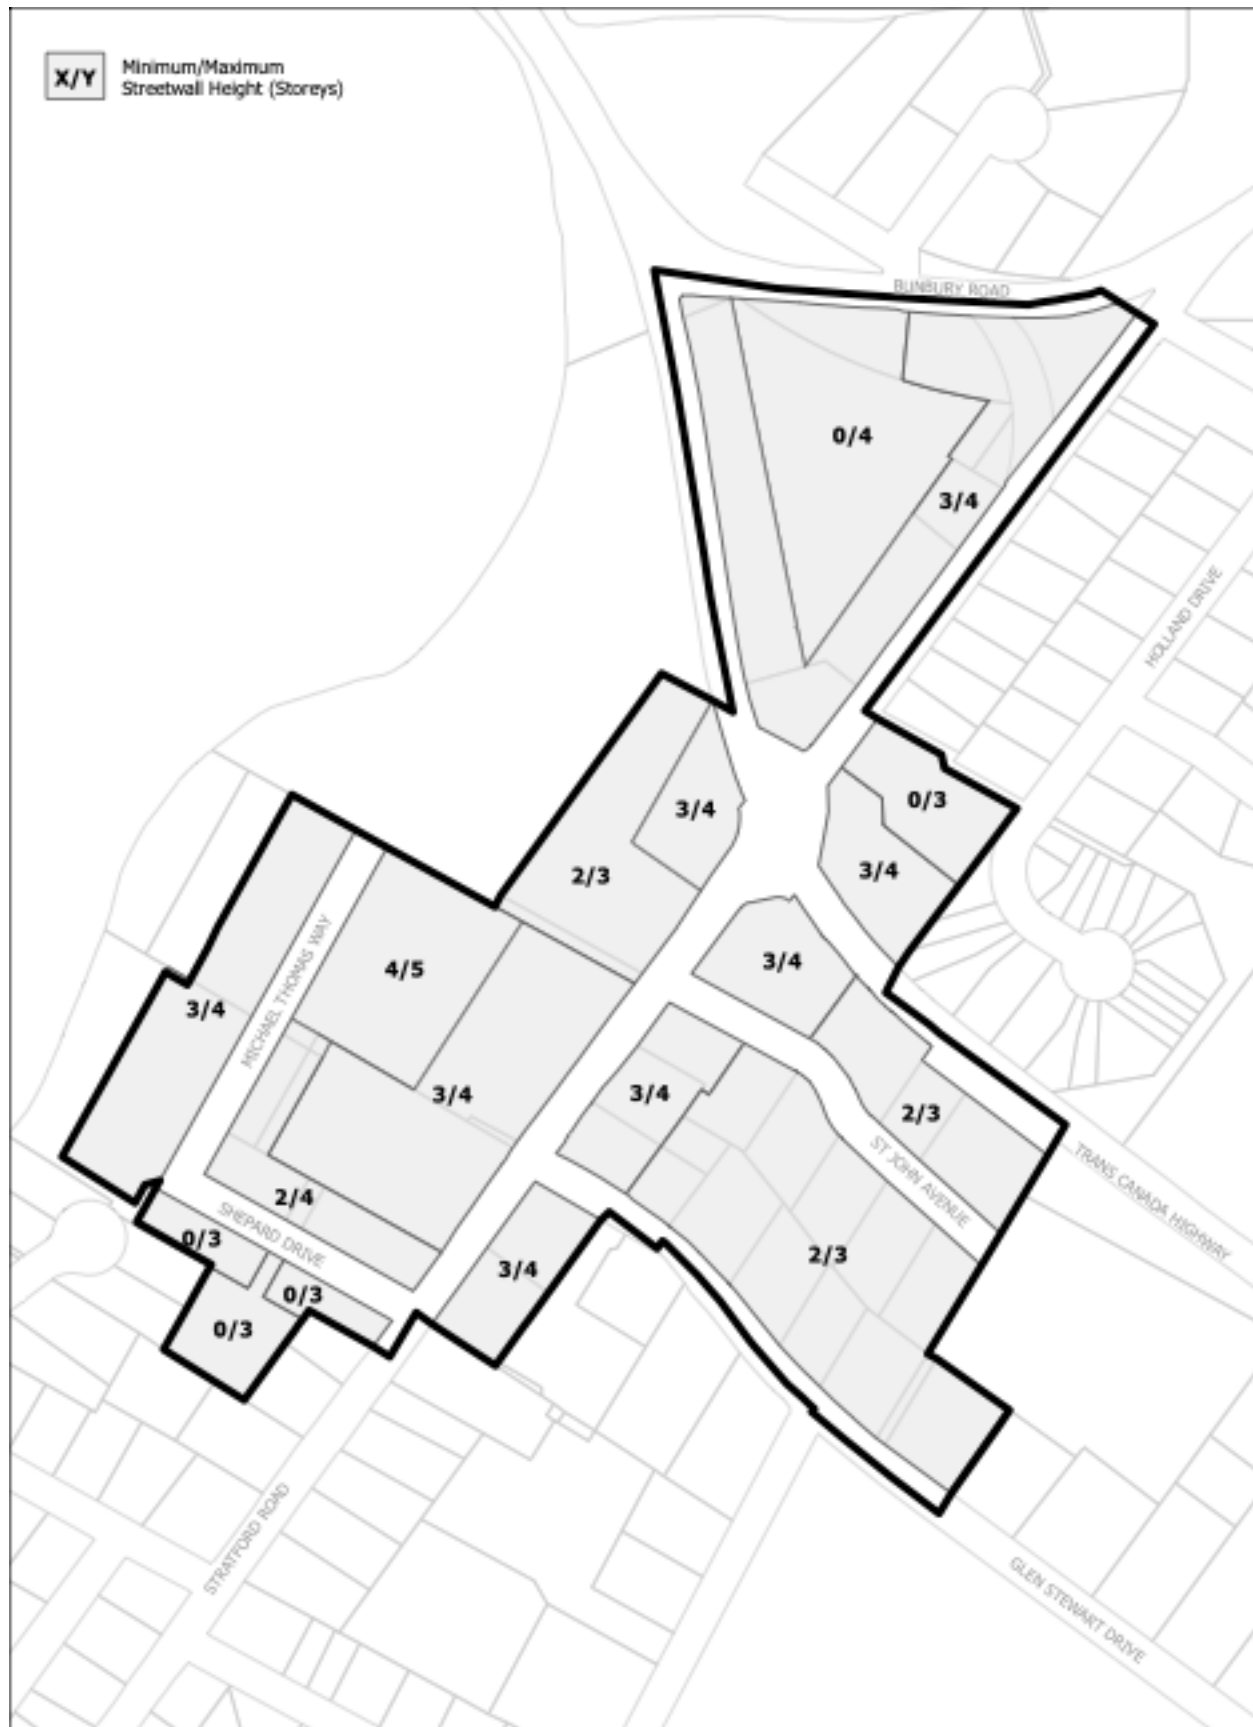 X/Y
Minimum/Maximum
Streetwall Height (Storeys)
BUNBURY ROAD
0/4
3/4
HOLLAND DRIVE
0/3
3/4
3/4
2/3
3/4
4/5
MICHAEL THOMAS WAY
3/4
3/4
3/4
2/3
ST JOHN AVENUE
TRANS CANADA HIGHWAY
2/4
SHEPARD DRIVE
0/3
2/3
3/4
0/3
0/3
STRATFORD ROAD
GLEN STEWART DRIVE